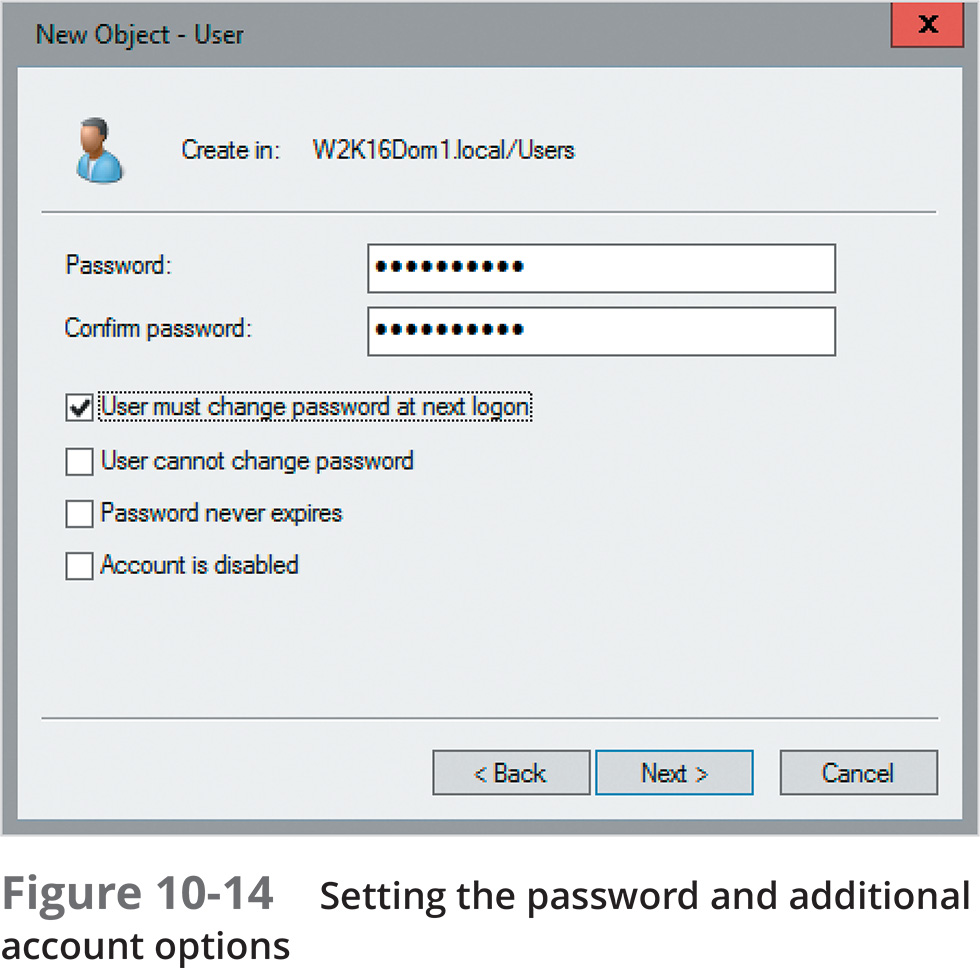 New Object - User
x
Create in: W2K16Dom1.local/Users
Password: ••••••••••
Confirm password: ••••••••••
User must change password at next logon
User cannot change password
Password never expires
Account is disabled
< Back Next > Cancel
Figure 10-14 Setting the password and additional
account options